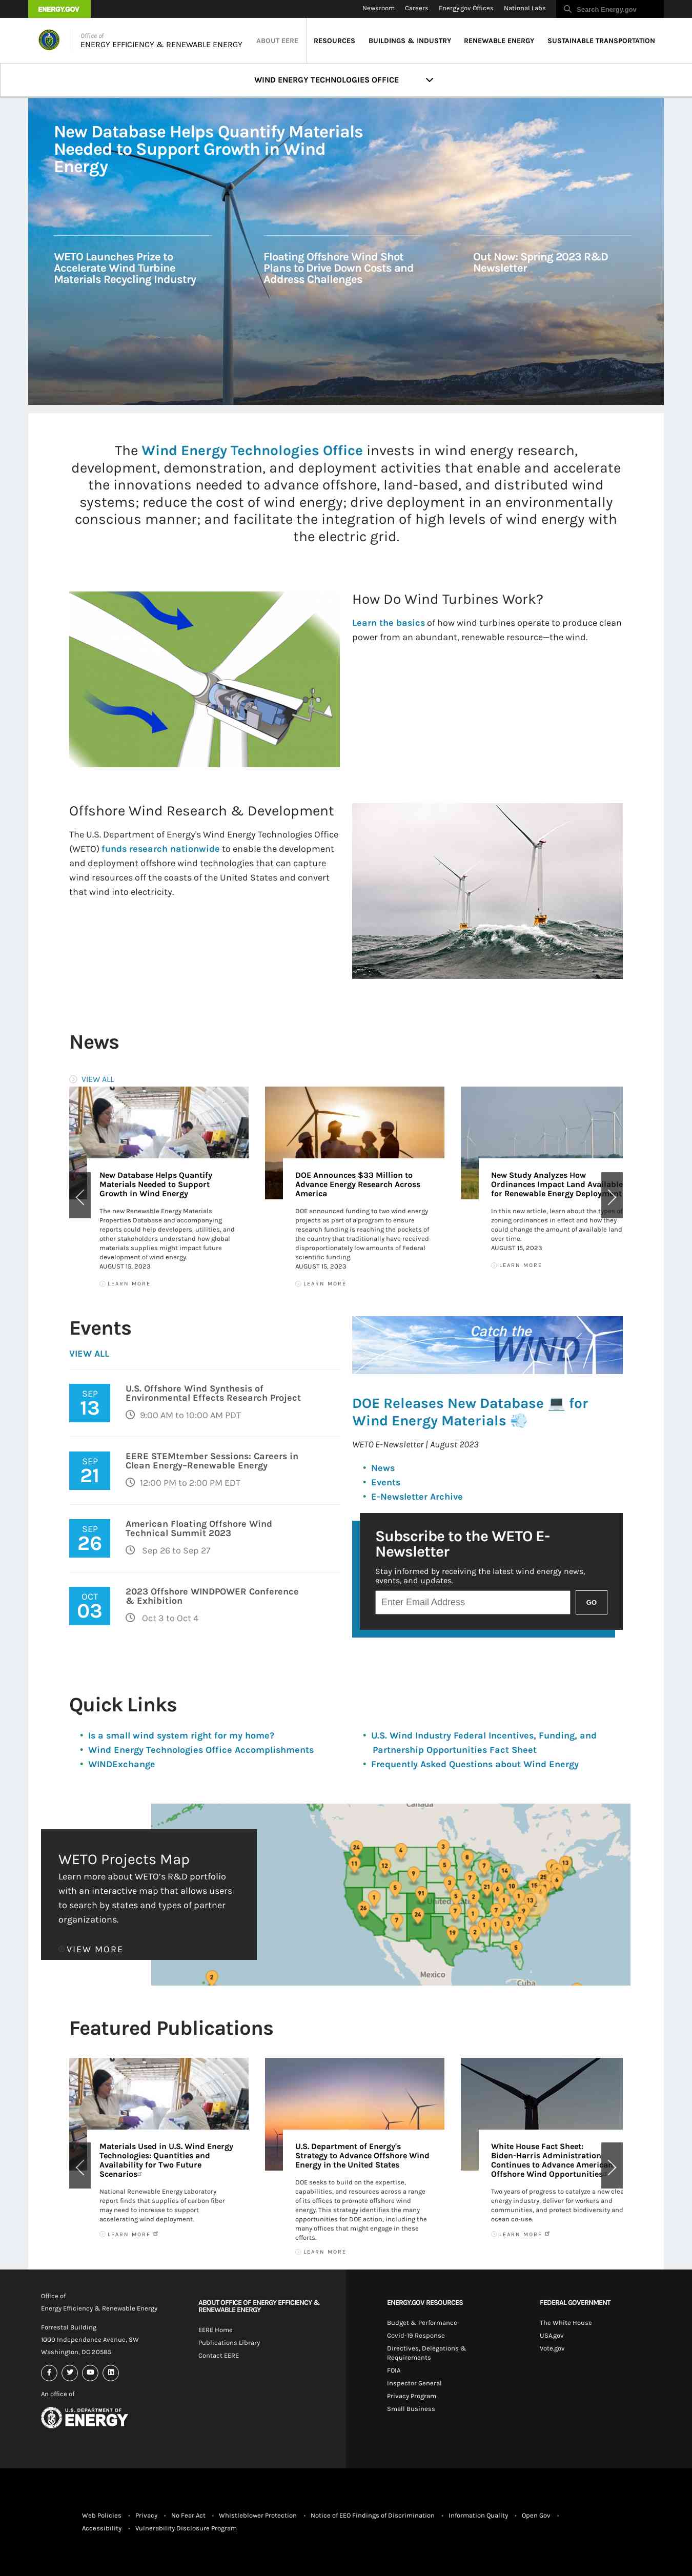 ENERGY.GOV
Newsroom Careers Energy.gov Offices National Labs Search Energy.gov
Office of
ENERGY EFFICIENCY & RENEWABLE ENERGY
ABOUT EERE RESOURCES BUILDINGS & INDUSTRY RENEWABLE ENERGY SUSTAINABLE TRANSPORTATION
WIND ENERGY TECHNOLOGIES OFFICE
New Database Helps Quantify Materials
Needed to Support Growth in Wind
Energy
WETO Launches Prize to
Accelerate Wind Turbine
Materials Recycling Industry
Floating Offshore Wind Shot
Plans to Drive Down Costs and
Address Challenges
Out Now: Spring 2023 R&D
Newsletter
The Wind Energy Technologies Office invests in wind energy research,
development, demonstration, and deployment activities that enable and accelerate
the innovations needed to advance offshore, land-based, and distributed wind
systems; reduce the cost of wind energy; drive deployment in an environmentally
conscious manner; and facilitate the integration of high levels of wind energy with
the electric grid.
How Do Wind Turbines Work?
Learn the basics of how wind turbines operate to produce clean
power from an abundant, renewable resource—the wind.
Offshore Wind Research & Development
The U.S. Department of Energy's Wind Energy Technologies Office
(WETO) funds research nationwide to enable the development
and deployment offshore wind technologies that can capture
wind resources off the coasts of the United States and convert
that wind into electricity.
News
VIEW ALL
New Database Helps Quantify
Materials Needed to Support
Growth in Wind Energy
The new Renewable Energy Materials
Properties Database and accompanying
reports could help developers, utilities, and
other stakeholders understand how global
materials supplies might impact future
development of wind energy.
AUGUST 15, 2023
LEARN MORE
DOE Announces $33 Million to
Advance Energy Research Across
America
DOE announced funding to two wind energy
projects as part of a program to ensure
research funding is reaching the pockets of
the country that traditionally have received
disproportionately low amounts of Federal
scientific funding.
AUGUST 15, 2023
LEARN MORE
New Study Analyzes How
Ordinances Impact Land Available
for Renewable Energy Deployment
In this new article, learn about the types of
zoning ordinances in effect and how they
could change the amount of available land
over time.
AUGUST 15, 2023
LEARN MORE
Events
VIEW ALL
SEP
13
U.S. Offshore Wind Synthesis of
Environmental Effects Research Project
9:00 AM to 10:00 AM PDT
SEP
21
EERE STEMtember Sessions: Careers in
Clean Energy–Renewable Energy
12:00 PM to 2:00 PM EDT
SEP
26
American Floating Offshore Wind
Technical Summit 2023
Sep 26 to Sep 27
OCT
03
2023 Offshore WINDPOWER Conference
& Exhibition
Oct 3 to Oct 4
Catch the
WIND
DOE Releases New Database 💻 for
Wind Energy Materials 💨
WETO E-Newsletter | August 2023
• News
• Events
• E-Newsletter Archive
Subscribe to the WETO E-
Newsletter
Stay informed by receiving the latest wind energy news,
events, and updates.
Enter Email Address GO
Quick Links
• Is a small wind system right for my home?
• Wind Energy Technologies Office Accomplishments
• WINDExchange
• U.S. Wind Industry Federal Incentives, Funding, and
Partnership Opportunities Fact Sheet
• Frequently Asked Questions about Wind Energy
WETO Projects Map
Learn more about WETO's R&D portfolio
with an interactive map that allows users
to search by states and types of partner
organizations.
VIEW MORE
Canada
Mexico
Cuba
Featured Publications
Materials Used in U.S. Wind Energy
Technologies: Quantities and
Availability for Two Future
Scenarios
National Renewable Energy Laboratory
report finds that supplies of carbon fiber
may need to increase to support
accelerating wind deployment.
LEARN MORE
U.S. Department of Energy's
Strategy to Advance Offshore Wind
Energy in the United States
DOE seeks to build on the expertise,
capabilities, and resources across a range
of its offices to promote offshore wind
energy. This strategy identifies the many
opportunities for DOE action, including the
many offices that might engage in these
efforts.
LEARN MORE
White House Fact Sheet:
Biden-Harris Administration
Continues to Advance American
Offshore Wind Opportunities
Two years of progress to catalyze a new clea
energy industry, deliver for workers and
communities, and protect biodiversity and
ocean co-use.
LEARN MORE
Office of
Energy Efficiency & Renewable Energy
Forrestal Building
1000 Independence Avenue, SW
Washington, DC 20585
An office of
U.S. DEPARTMENT OF
ENERGY
ABOUT OFFICE OF ENERGY EFFICIENCY &
RENEWABLE ENERGY
EERE Home
Publications Library
Contact EERE
ENERGY.GOV RESOURCES
Budget & Performance
Covid-19 Response
Directives, Delegations &
Requirements
FOIA
Inspector General
Privacy Program
Small Business
FEDERAL GOVERNMENT
The White House
USA.gov
Vote.gov
Web Policies • Privacy • No Fear Act • Whistleblower Protection • Notice of EEO Findings of Discrimination • Information Quality • Open Gov •
Accessibility • Vulnerability Disclosure Program